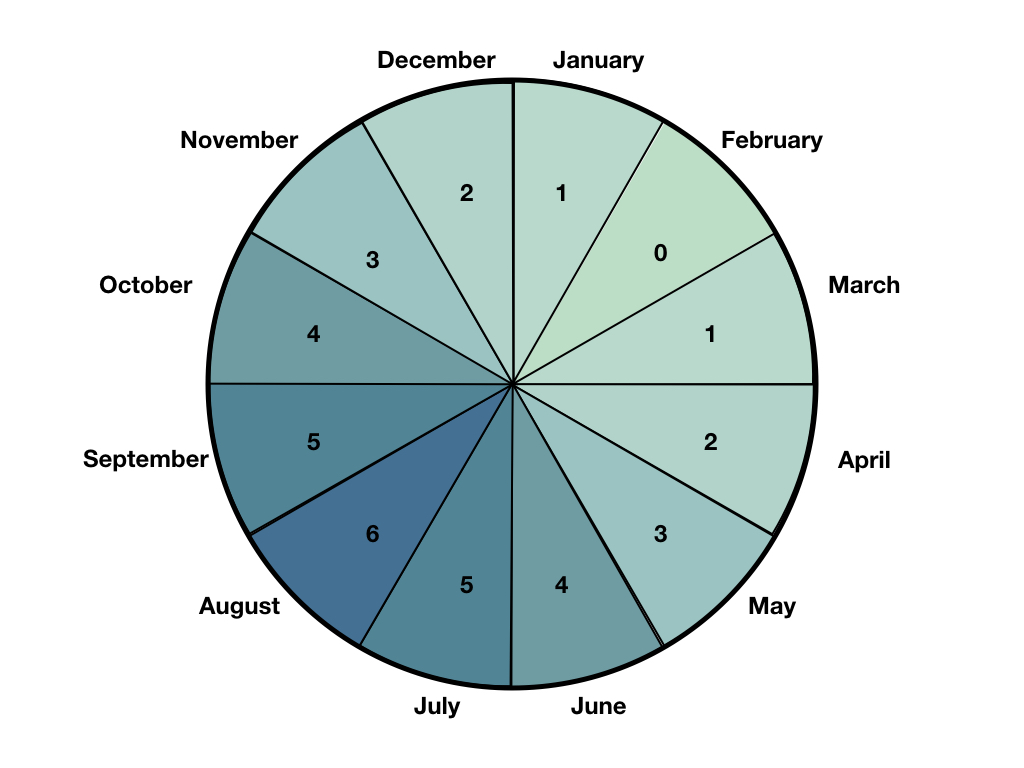 December
January
November
February
2
1
3
0
October
March
4
1
5
2
September
April
6
3
5
4
August
May
July
June